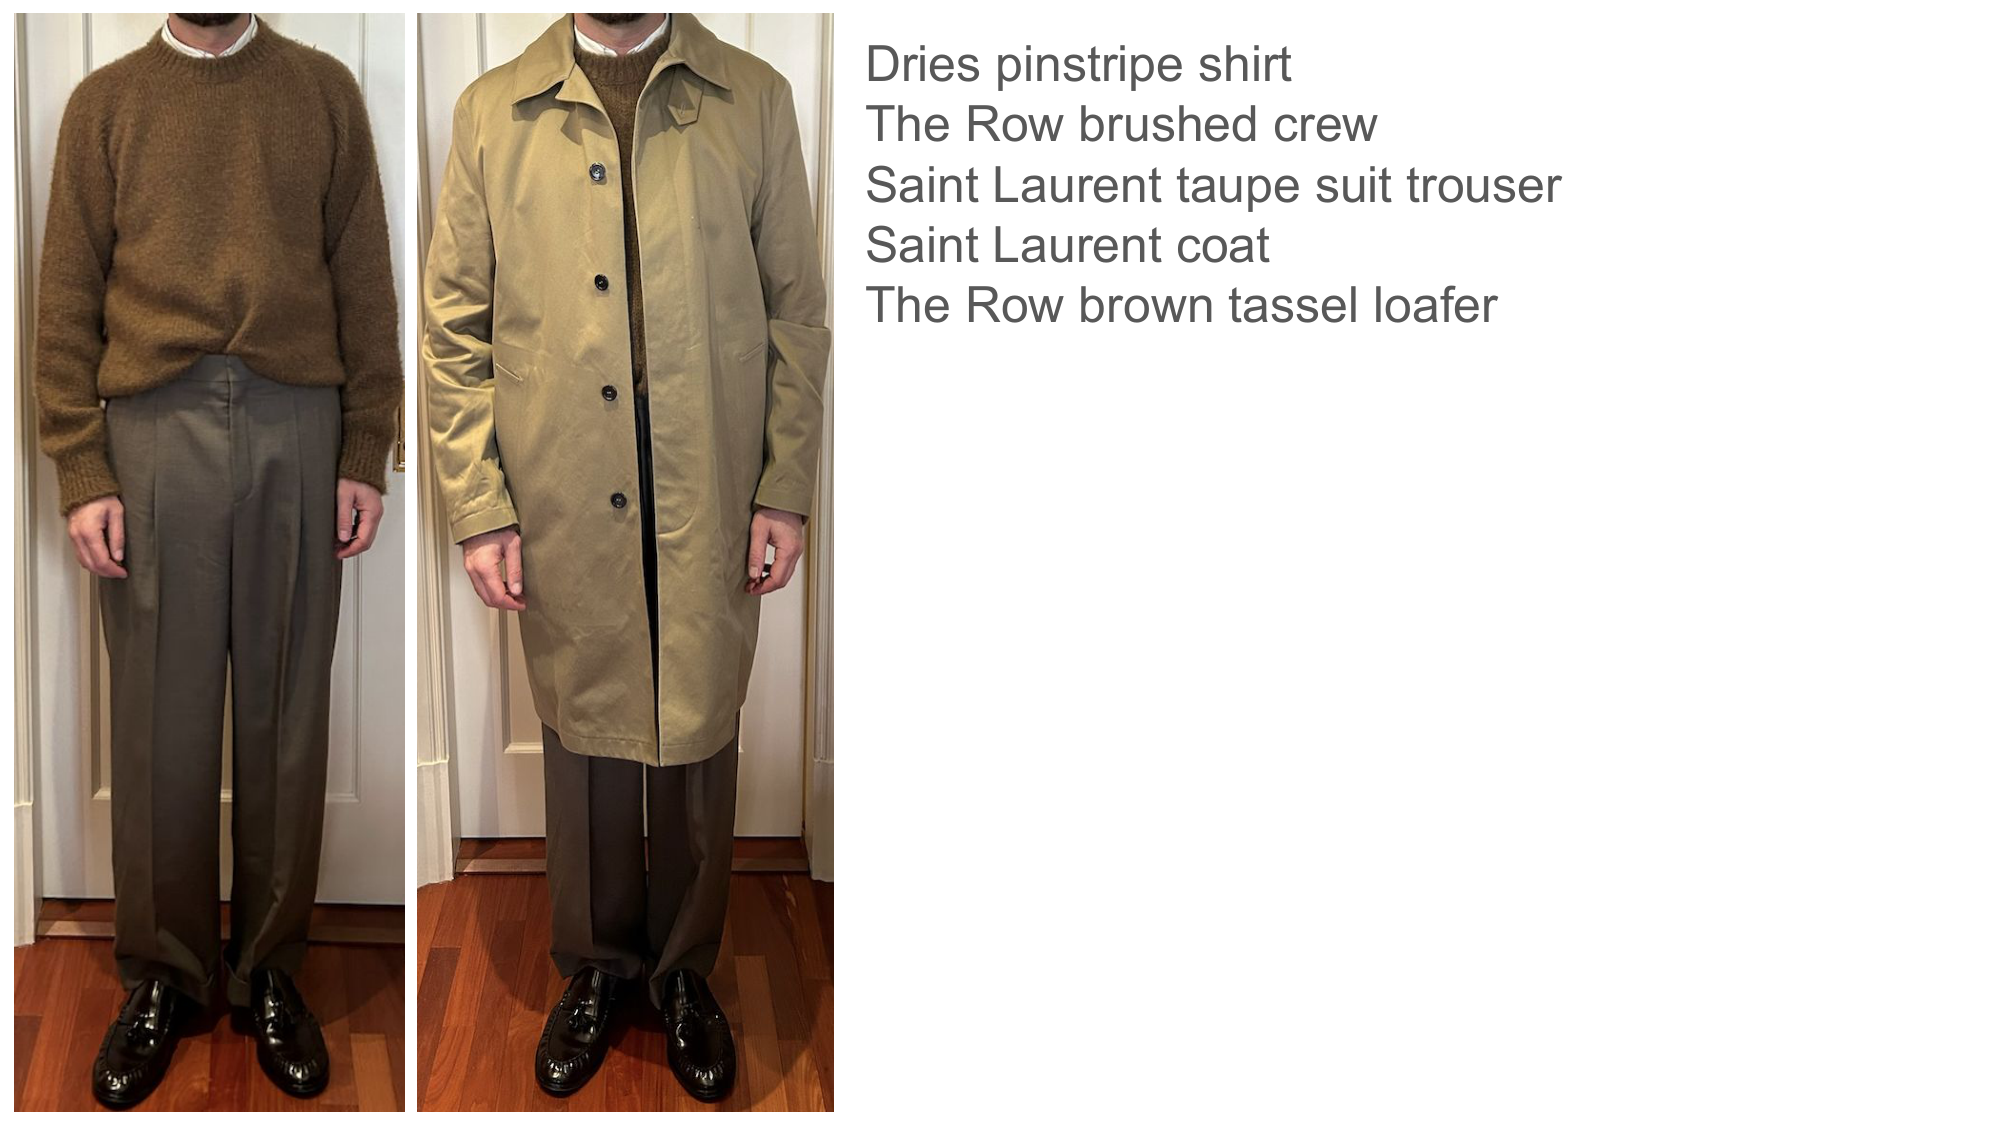 Dries pinstripe shirt
The Row brushed crew
Saint Laurent taupe suit trouser
Saint Laurent coat
The Row brown tassel loafer